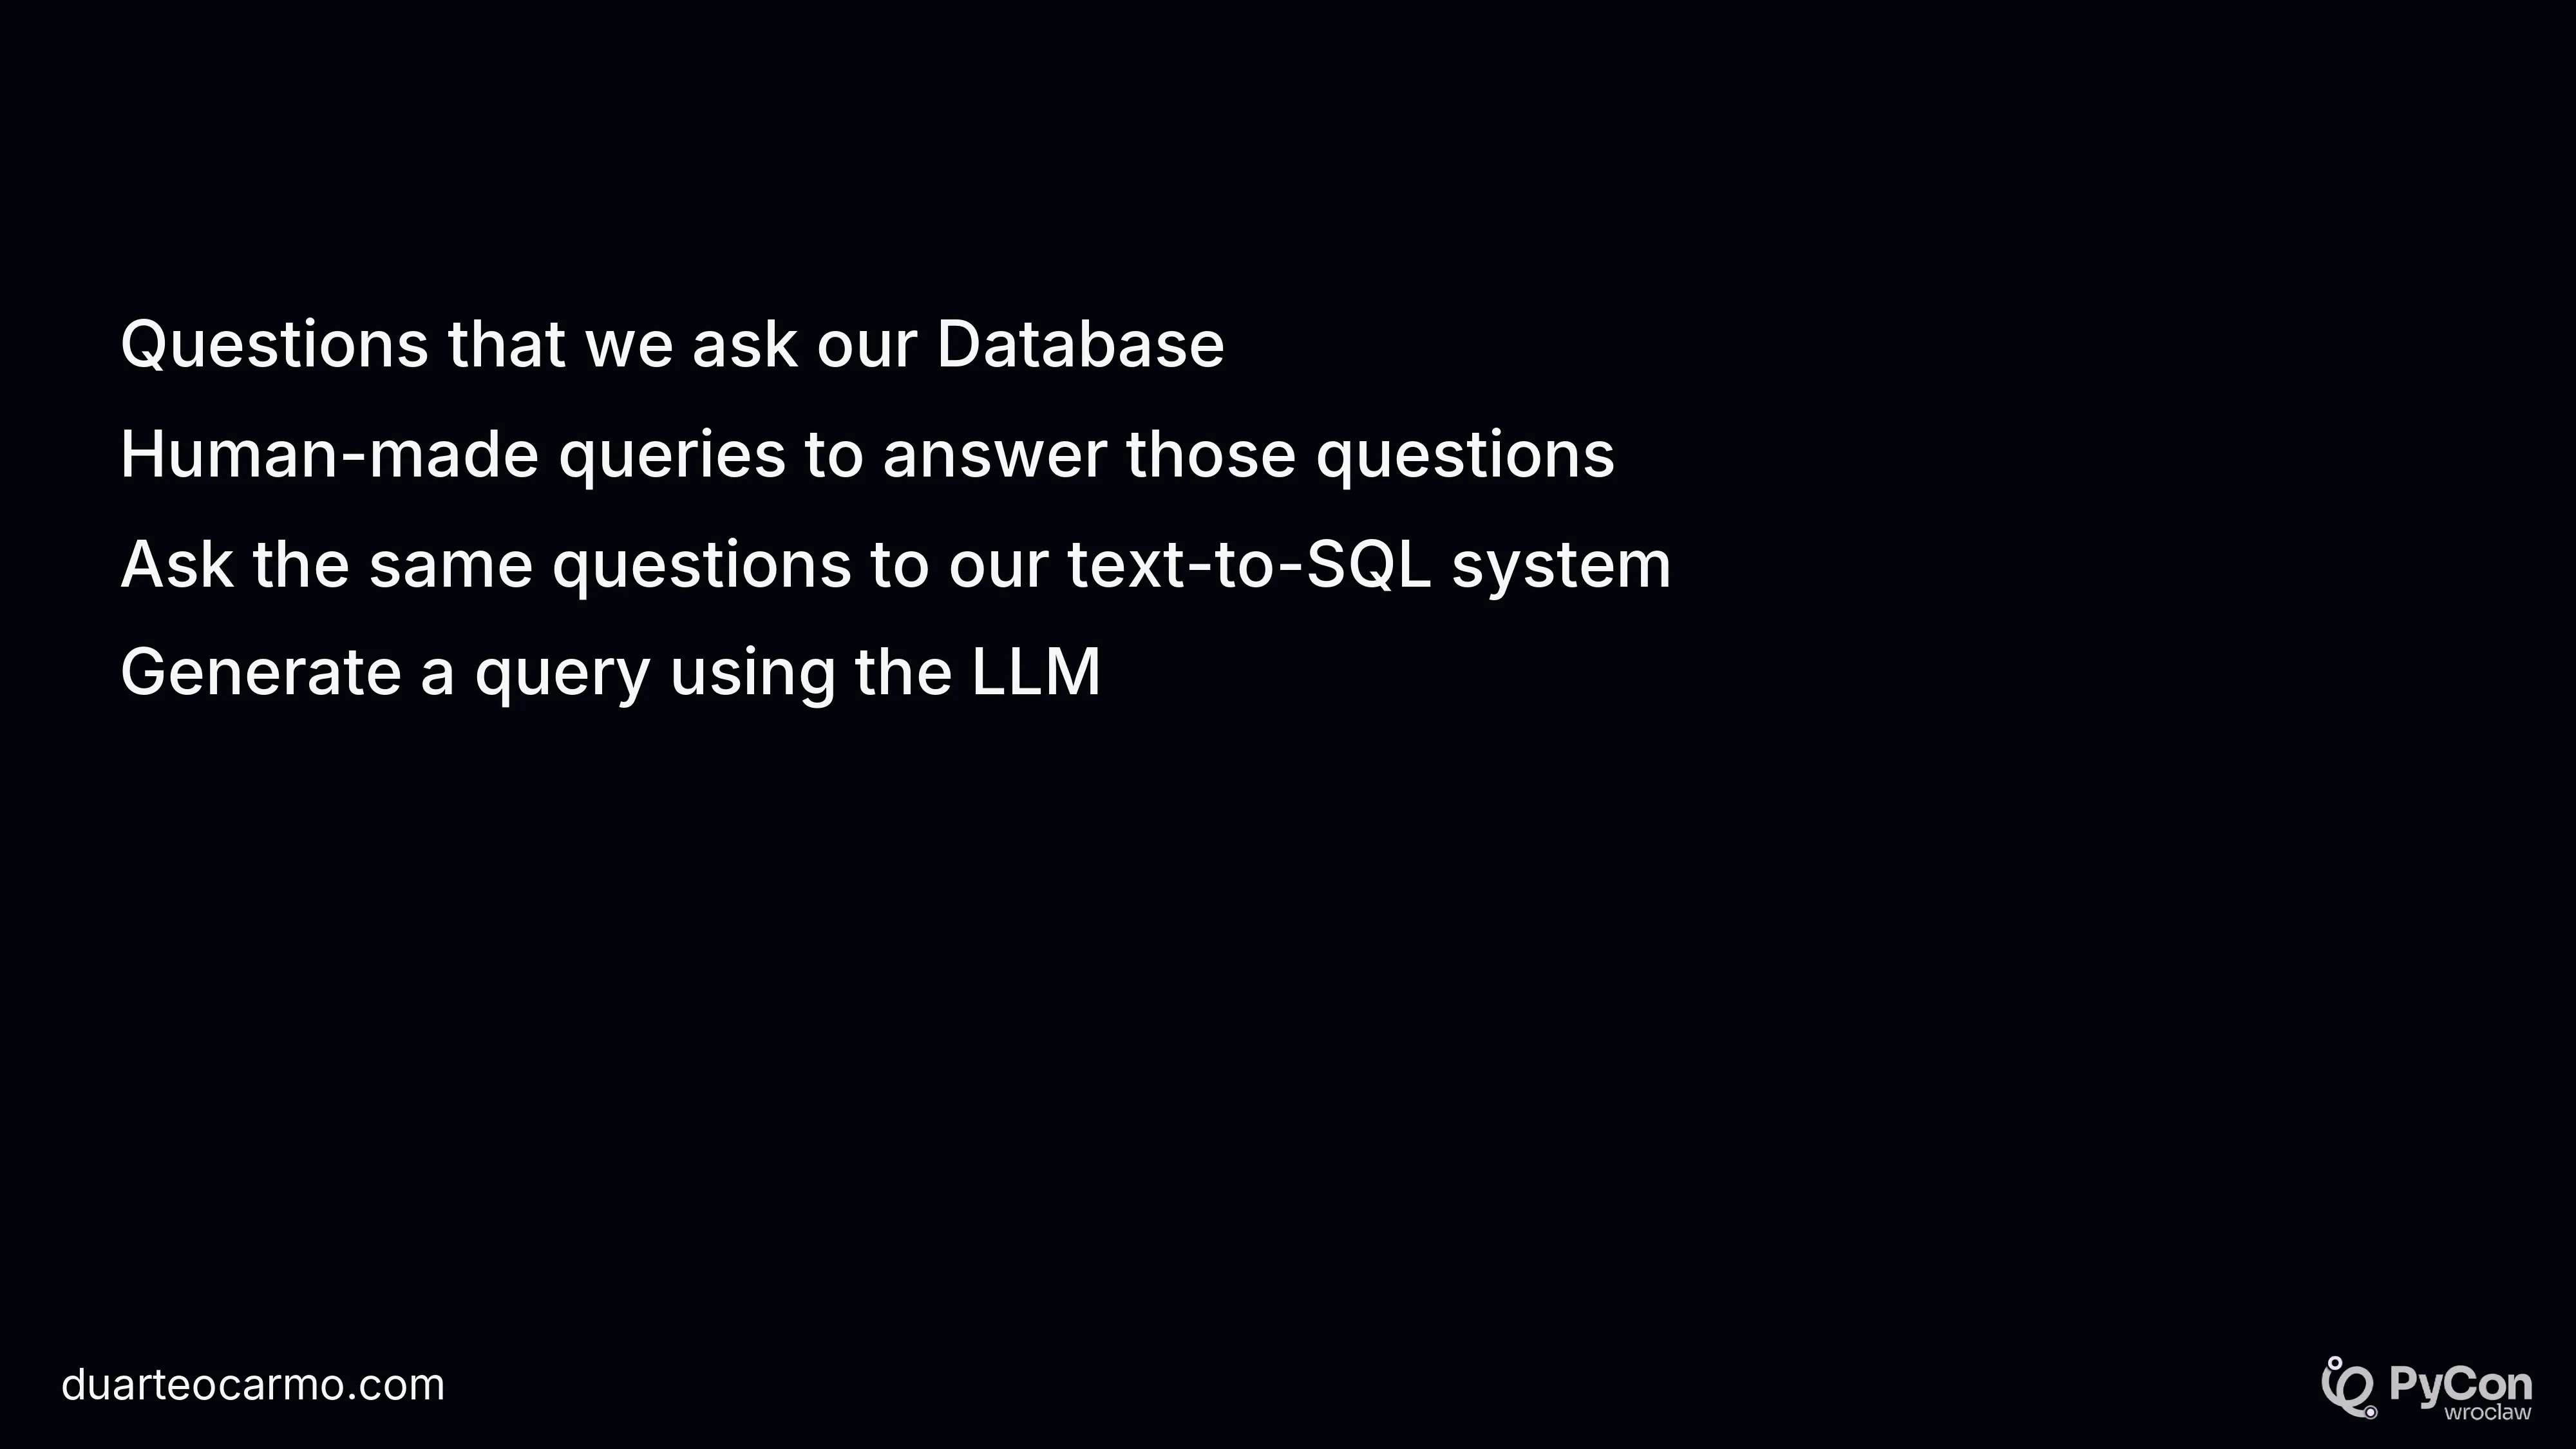 Questions that we ask our Database
Human-made queries to answer those questions
Ask the same questions to our text-to-SQL system
Generate a query using the LLM
duarteocarmo.com
PyCon
wroclaw